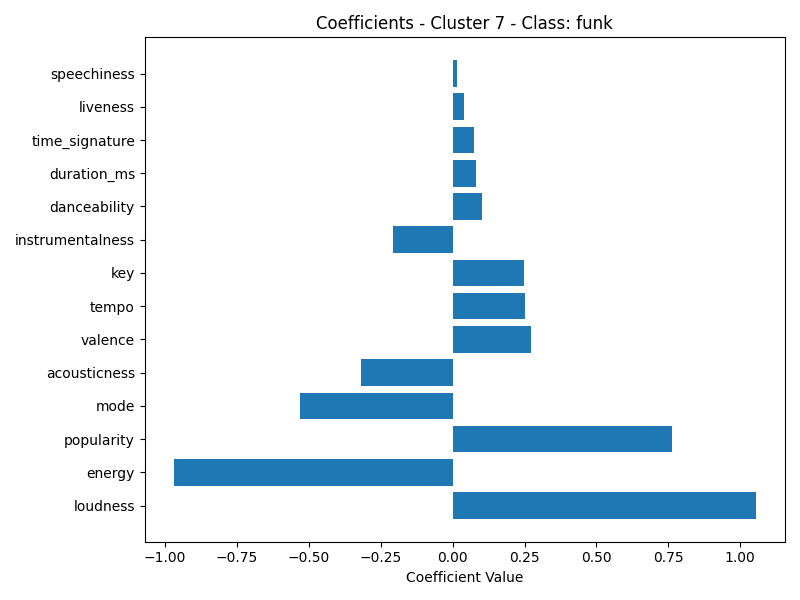 Coefficients - Cluster 7 - Class: funk
speechiness
liveness
time_signature
duration_ms
danceability
instrumentalness
key
tempo
valence
acousticness
mode
popularity
energy
loudness
−1.00 −0.75 −0.50 −0.25 0.00 0.25 0.50 0.75 1.00
Coefficient Value